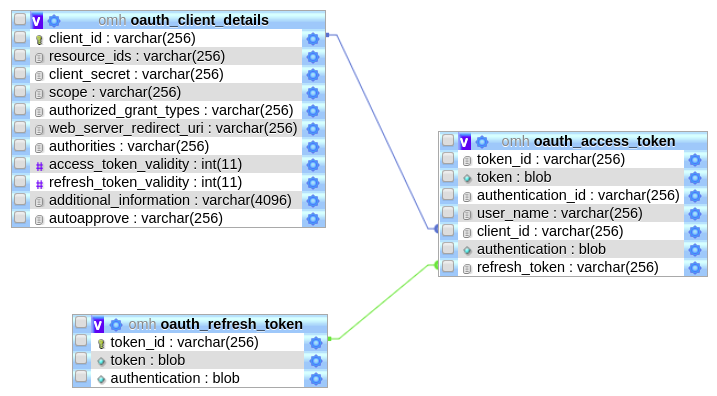 v omh oauth_client_details
client_id : varchar(256)
resource_ids : varchar(256)
client_secret : varchar(256)
scope : varchar(256)
authorized_grant_types : varchar(256)
web_server_redirect_uri : varchar(256)
authorities : varchar(256)
# access_token_validity : int(11)
# refresh_token_validity : int(11)
additional_information : varchar(4096)
autoapprove : varchar(256)
v omh oauth_access_token
token_id : varchar(256)
token : blob
authentication_id : varchar(256)
user_name : varchar(256)
client_id : varchar(256)
authentication : blob
refresh_token : varchar(256)
v omh oauth_refresh_token
token_id : varchar(256)
token : blob
authentication : blob